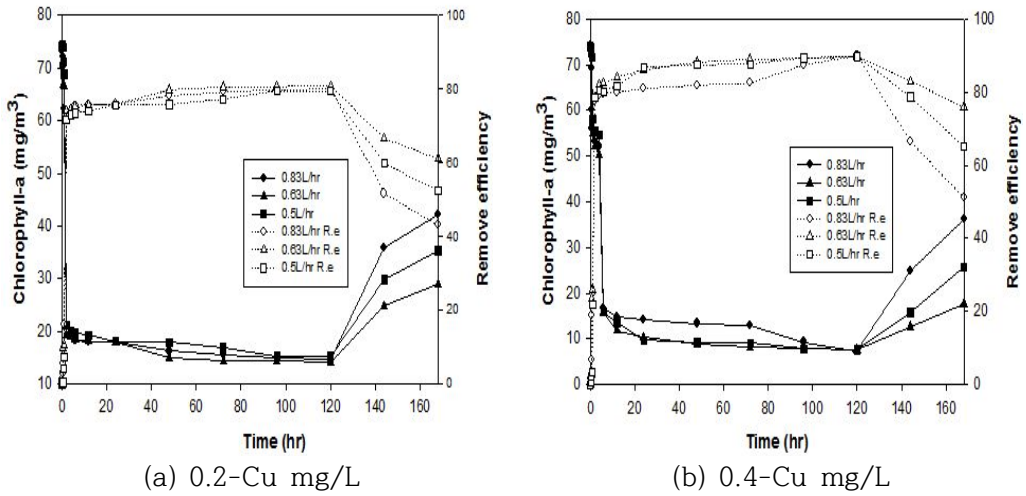 80
70
60
50
40
30
20
10
Chlorophyll-a (mg/m³)
100
80
60
40
20
0
Remove efficiency
0.83L/hr
0.63L/hr
0.5L/hr
0.83L/hr R.e
0.63L/hr R.e
0.5L/hr R.e
0 20 40 60 80 100 120 140 160
Time (hr)
(a) 0.2-Cu mg/L
80
70
60
50
40
30
20
10
0
Chlorophyll-a (mg/m³)
100
80
60
40
20
0
Remove efficiency
0.83L/hr
0.63L/hr
0.5L/hr
0.83L/hr R.e
0.63L/hr R.e
0.5L/hr R.e
0 20 40 60 80 100 120 140 160
Time (hr)
(b) 0.4-Cu mg/L